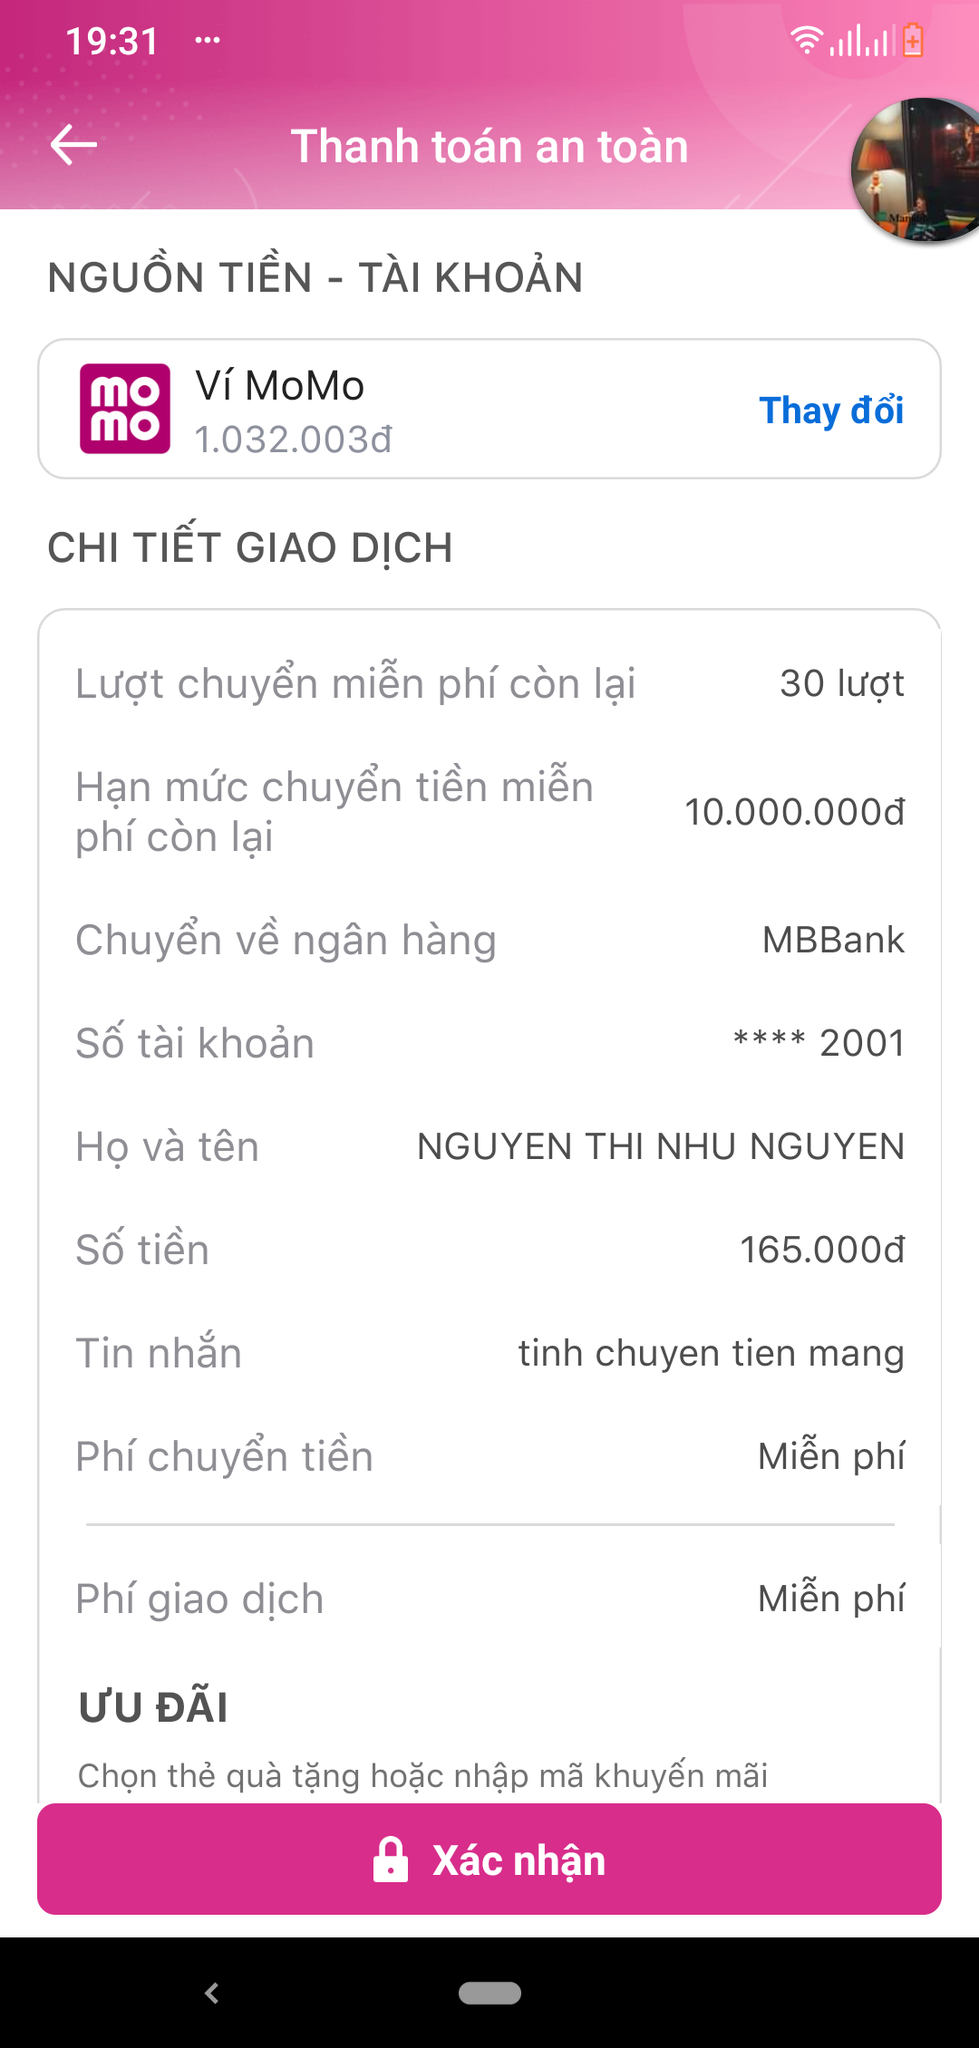 19:31 ...
Thanh toán an toàn
NGUỒN TIỀN - TÀI KHOẢN
momo
Ví MoMo
1.032.003đ
Thay đổi
CHI TIẾT GIAO DỊCH
Lượt chuyển miễn phí còn lại 30 lượt
Hạn mức chuyển tiền miễn
phí còn lại 10.000.000đ
Chuyển về ngân hàng MBBank
Số tài khoản **** 2001
Họ và tên NGUYEN THI NHU NGUYEN
Số tiền 165.000đ
Tin nhắn tinh chuyen tien mang
Phí chuyển tiền Miễn phí
Phí giao dịch Miễn phí
ƯU ĐÃI
Chọn thẻ quà tặng hoặc nhập mã khuyến mãi
Xác nhận